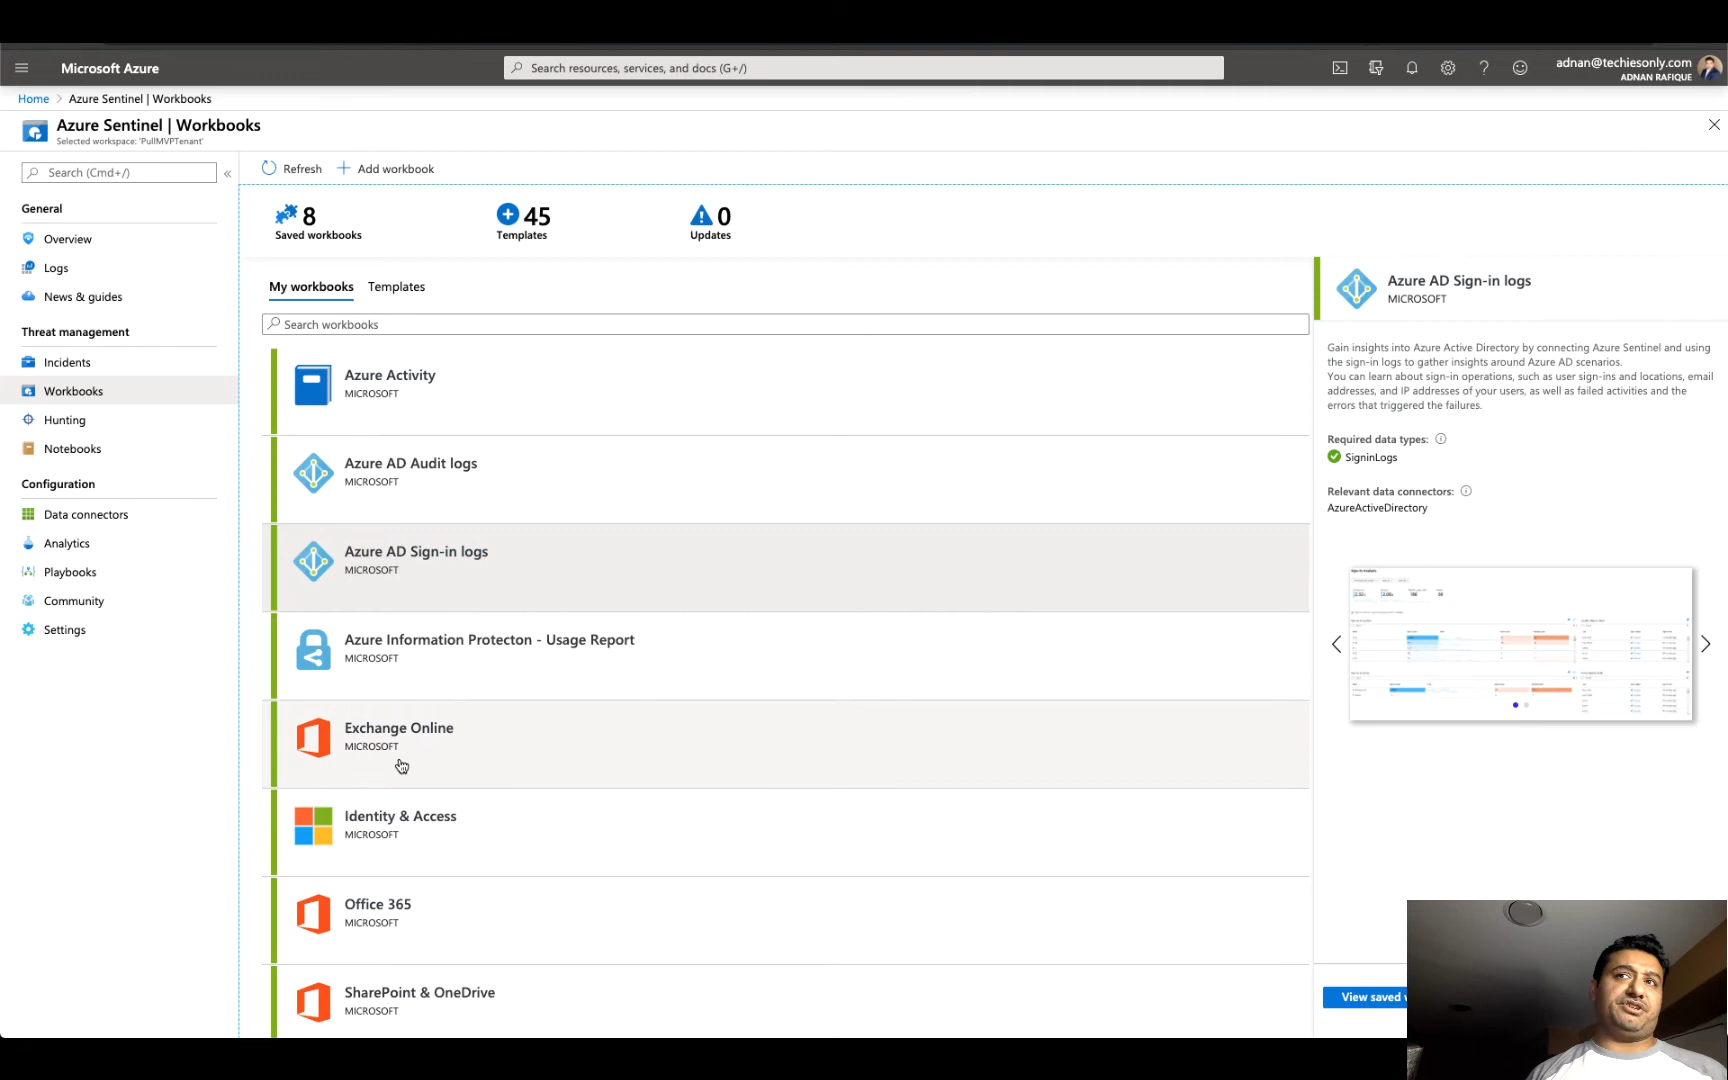 Microsoft Azure
Search resources, services, and docs (G+/)
adnan@techiesonly.com
ADNAN RAFIQUE
Home > Azure Sentinel | Workbooks
Azure Sentinel | Workbooks
Selected workspace: 'PullMVPTenant'
Search (Cmd+/)
«
Refresh
Add workbook
General
Overview
Logs
News & guides
Threat management
Incidents
Workbooks
Hunting
Notebooks
Configuration
Data connectors
Analytics
Playbooks
Community
Settings
8
Saved workbooks
45
Templates
0
Updates
My workbooks
Templates
Search workbooks
Azure Activity
MICROSOFT
Azure AD Audit logs
MICROSOFT
Azure AD Sign-in logs
MICROSOFT
Azure Information Protecton - Usage Report
MICROSOFT
Exchange Online
MICROSOFT
Identity & Access
MICROSOFT
Office 365
MICROSOFT
SharePoint & OneDrive
MICROSOFT
Azure AD Sign-in logs
MICROSOFT
Gain insights into Azure Active Directory by connecting Azure Sentinel and using
the sign-in logs to gather insights around Azure AD scenarios.
You can learn about sign-in operations, such as user sign-ins and locations, email
addresses, and IP addresses of your users, as well as failed activities and the
errors that triggered the failures.
Required data types:
SigninLogs
Relevant data connectors:
AzureActiveDirectory
View saved